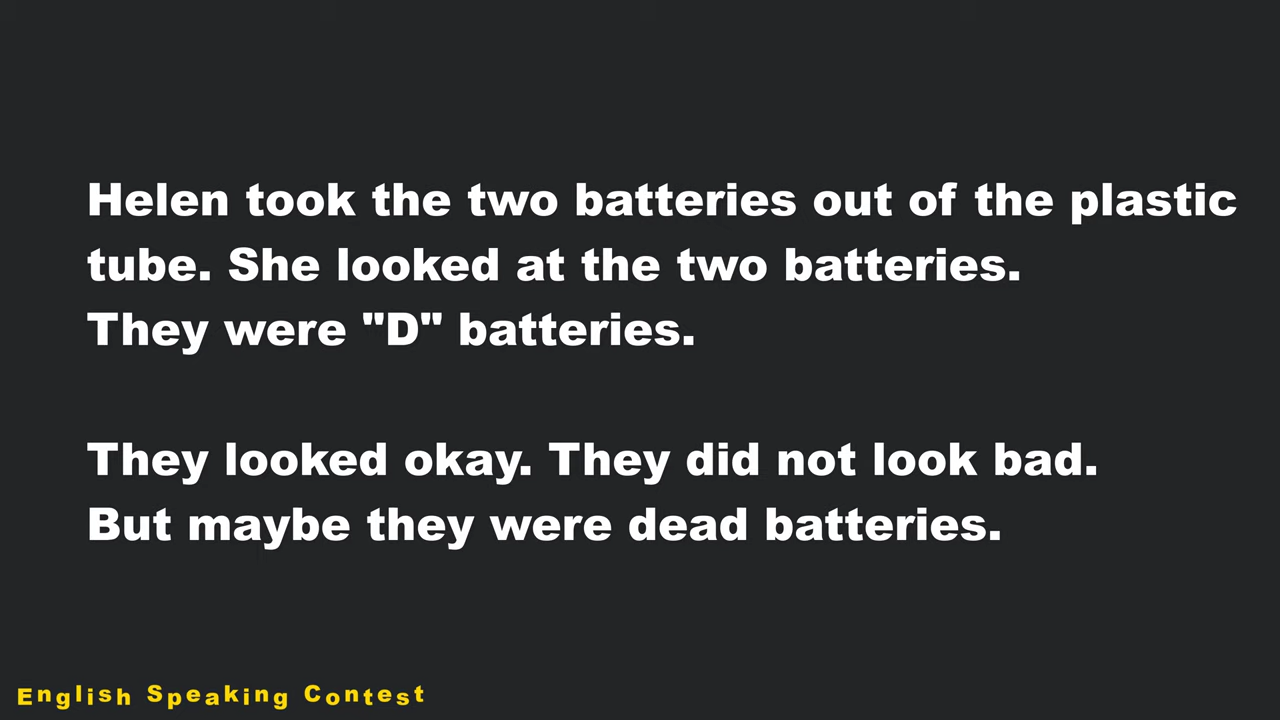 Helen took the two batteries out of the plastic
tube. She looked at the two batteries.
They were "D" batteries.
They looked okay. They did not look bad.
But maybe they were dead batteries.
English Speaking Contest